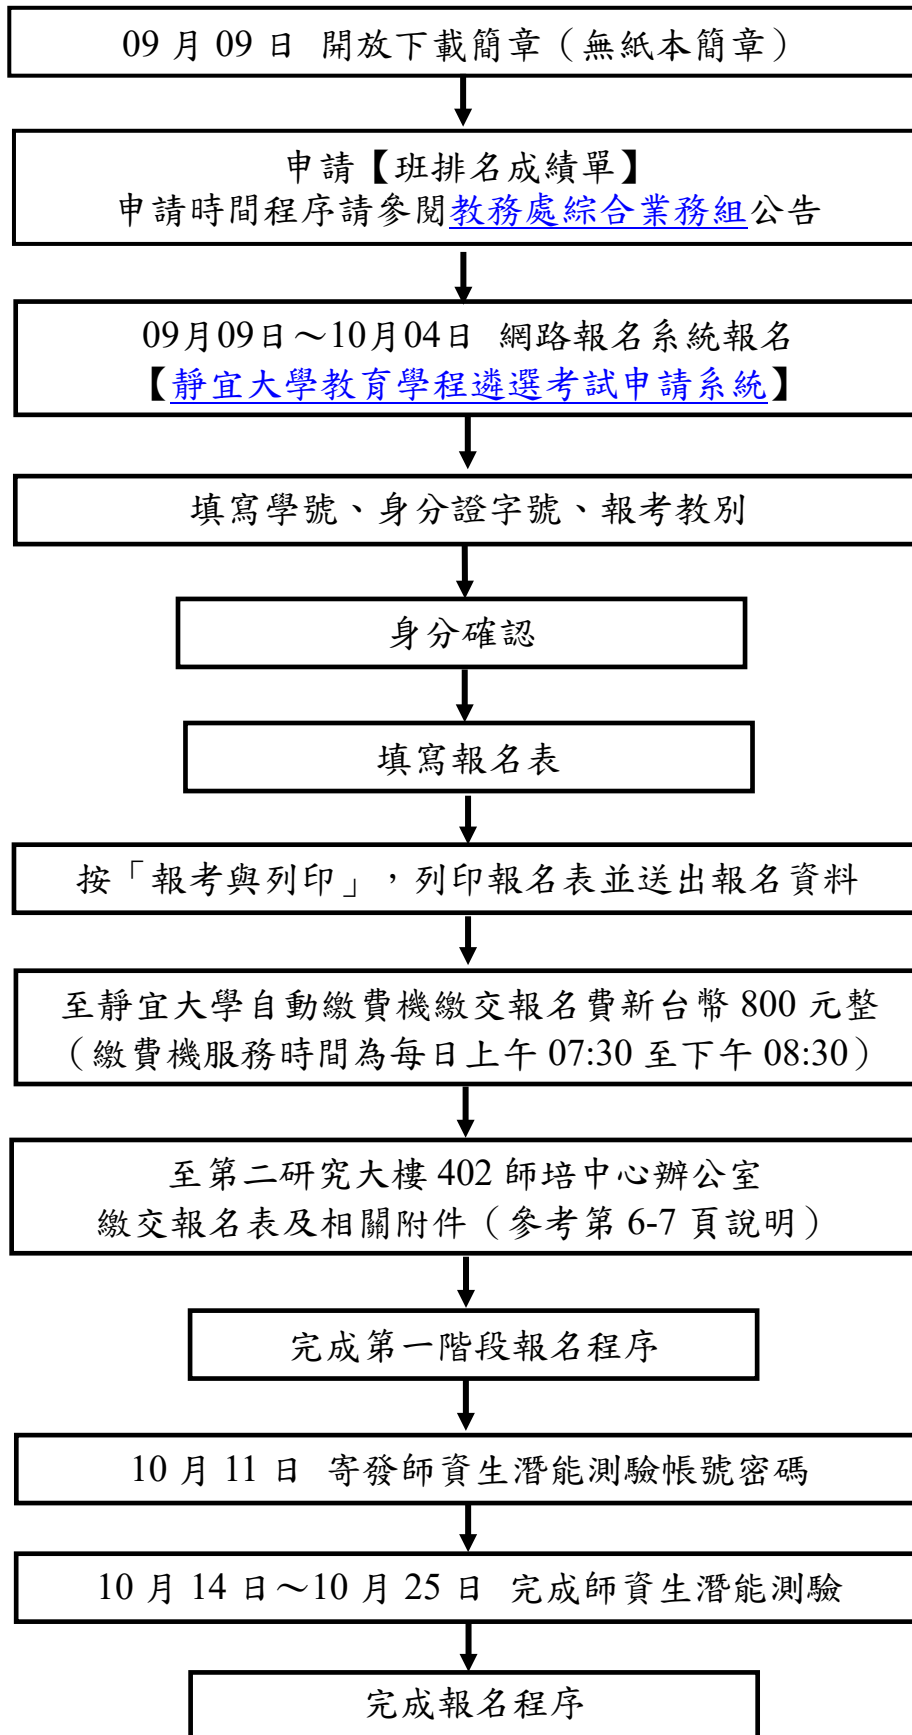 09 月 09 日 開放下載簡章（無紙本簡章）
申請【班排名成績單】
申請時間程序請參閱教務處綜合業務組公告
09月09日～10月04日 網路報名系統報名
【靜宜大學教育學程遴選考試申請系統】
填寫學號、身分證字號、報考教別
身分確認
填寫報名表
按「報考與列印」，列印報名表並送出報名資料
至靜宜大學自動繳費機繳交報名費新台幣 800 元整
（繳費機服務時間為每日上午 07:30 至下午 08:30）
至第二研究大樓 402 師培中心辦公室
繳交報名表及相關附件（參考第 6-7 頁說明）
完成第一階段報名程序
10 月 11 日 寄發師資生潛能測驗帳號密碼
10 月 14 日～10 月 25 日 完成師資生潛能測驗
完成報名程序